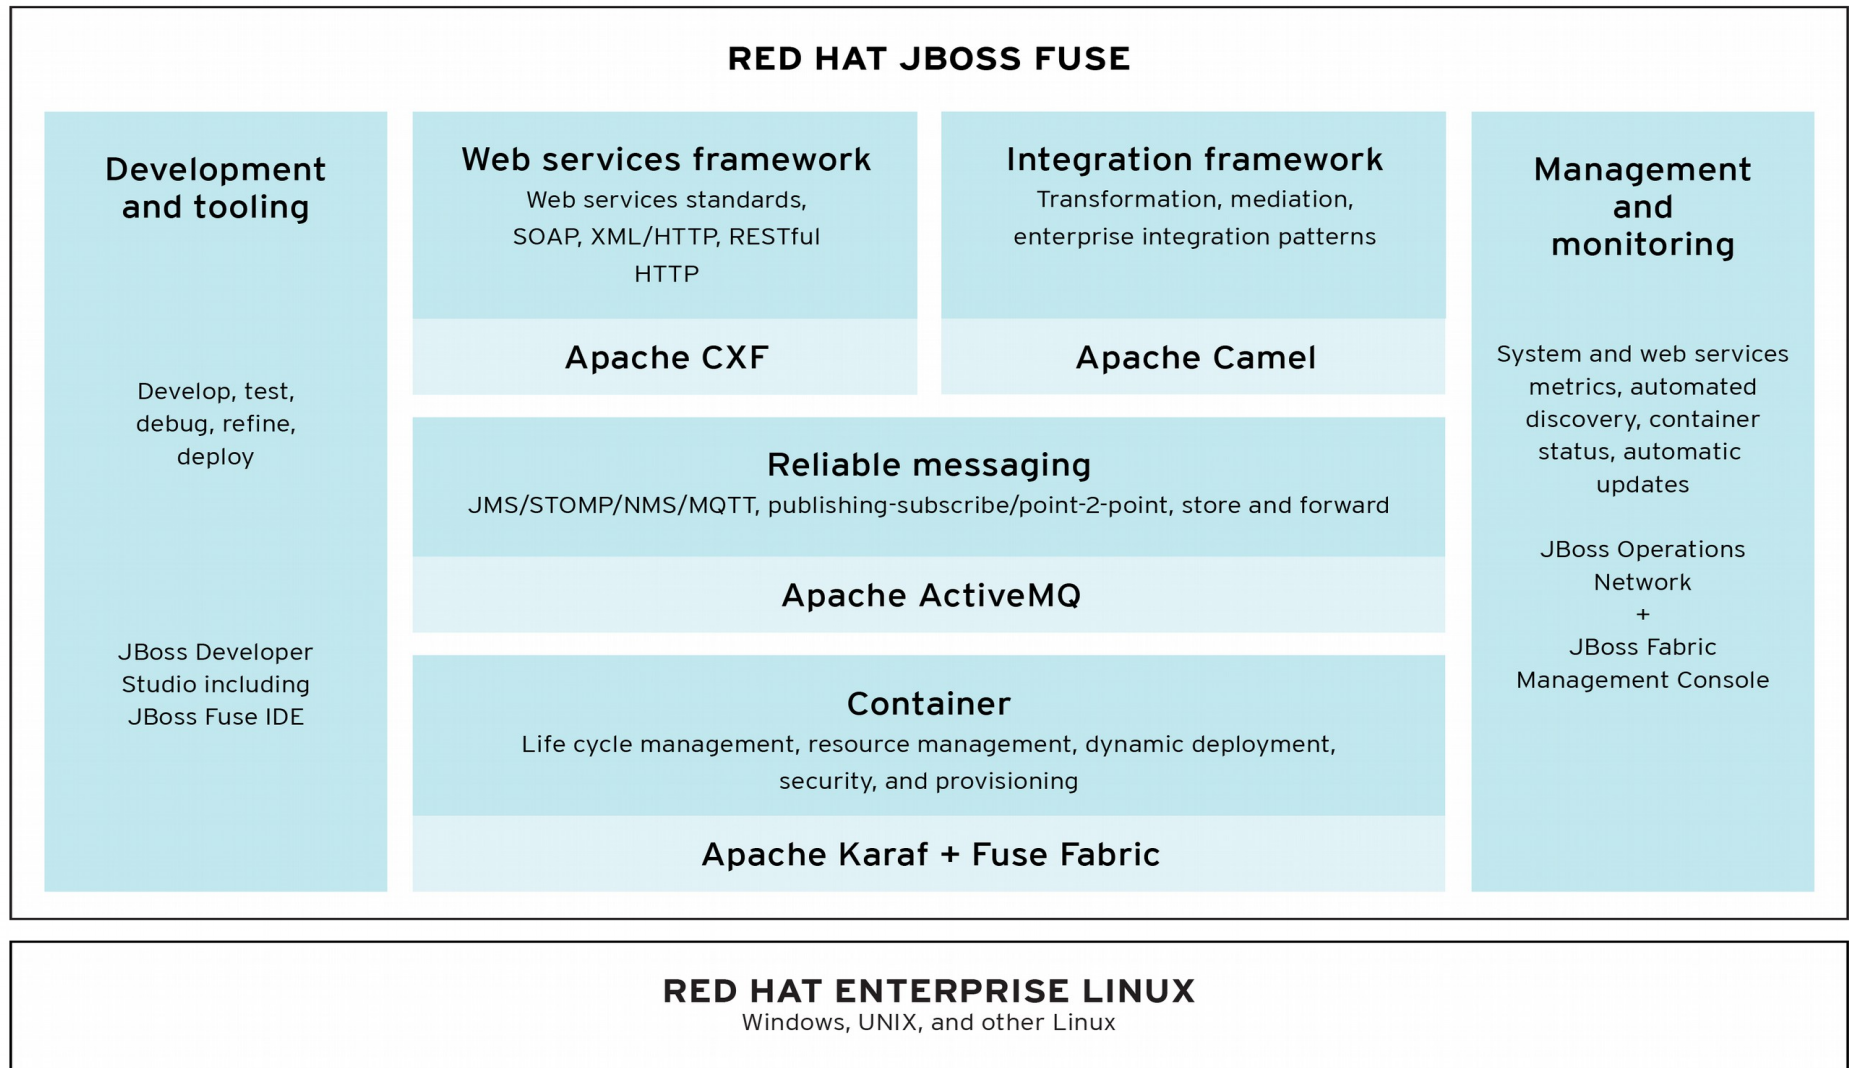 RED HAT JBOSS FUSE
Development
and tooling
Develop, test,
debug, refine,
deploy
JBoss Developer
Studio including
JBoss Fuse IDE
Web services framework
Web services standards,
SOAP, XML/HTTP, RESTful
HTTP
Apache CXF
Integration framework
Transformation, mediation,
enterprise integration patterns
Apache Camel
Reliable messaging
JMS/STOMP/NMS/MQTT, publishing-subscribe/point-2-point, store and forward
Apache ActiveMQ
Container
Life cycle management, resource management, dynamic deployment,
security, and provisioning
Apache Karaf + Fuse Fabric
Management
and
monitoring
System and web services
metrics, automated
discovery, container
status, automatic
updates
JBoss Operations
Network
+
JBoss Fabric
Management Console
RED HAT ENTERPRISE LINUX
Windows, UNIX, and other Linux